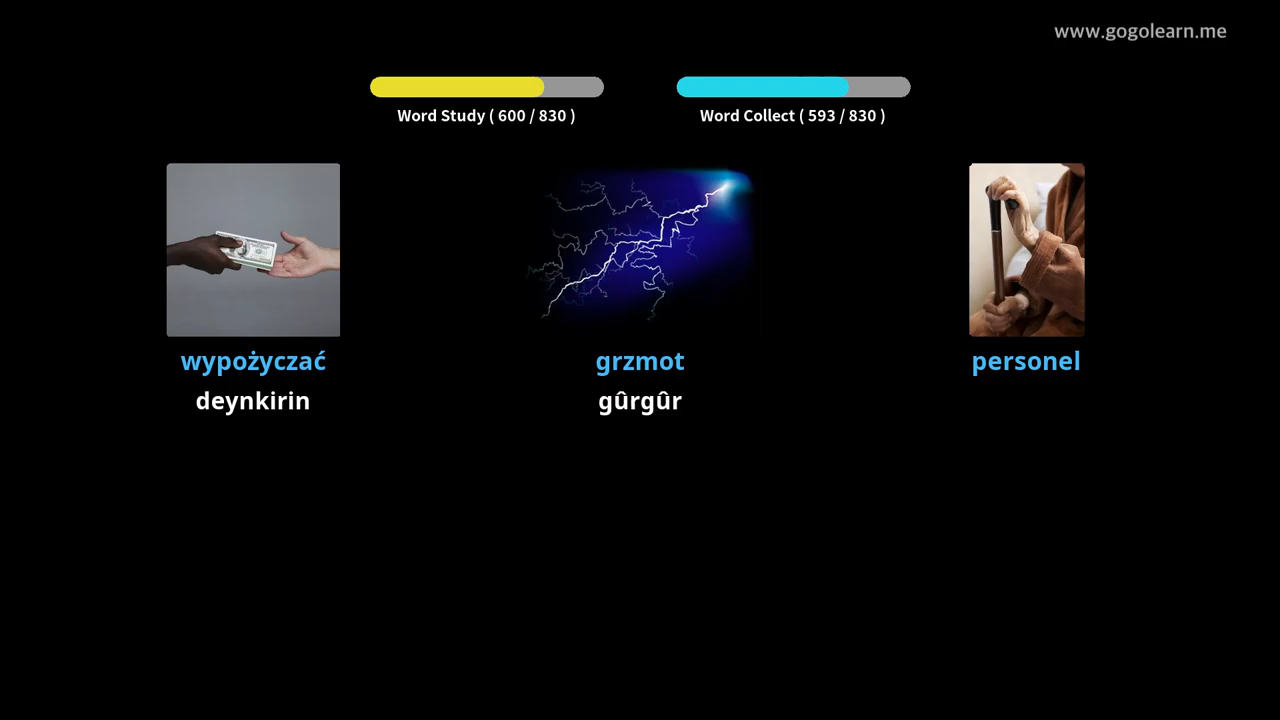 www.gogolearn.me
Word Study ( 600 / 830 )
Word Collect ( 593 / 830 )
wypożyczać
grzmot
personel
deynkirin
gûrgûr